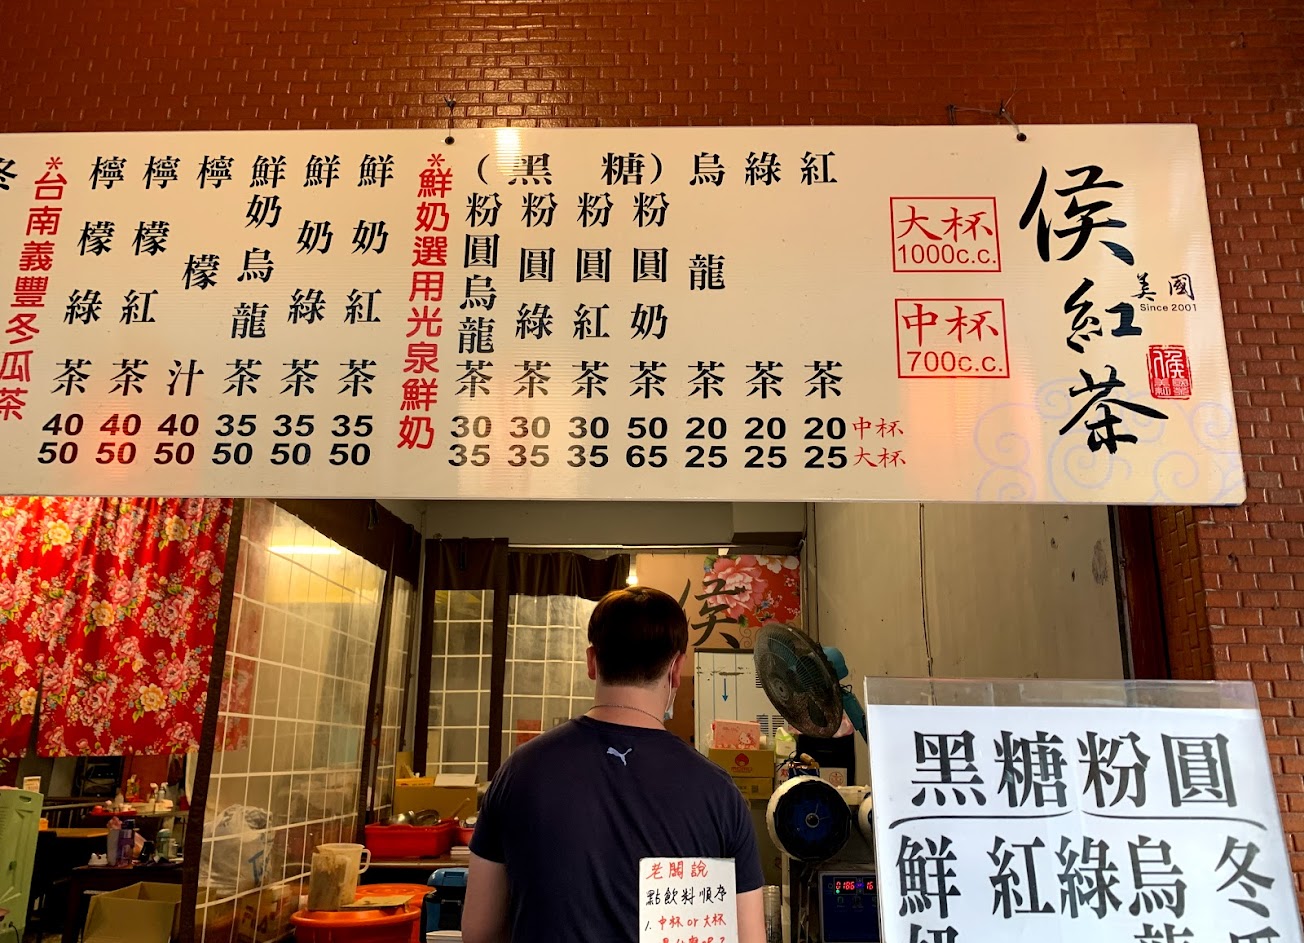 侯紅茶
美國
Since 2001
大杯
1000c.c.
中杯
700c.c.
中杯
大杯
紅茶 20 25
綠茶 20 25
烏龍茶 20 25
(黑糖)
粉圓奶茶 50 65
粉圓紅茶 30 35
粉圓綠茶 30 35
粉圓烏龍茶 30 35
*鮮奶選用光泉鮮奶
鮮奶紅茶 35 50
鮮奶綠茶 35 50
鮮奶烏龍茶 35 50
檸檬汁 40 50
檸檬紅茶 40 50
檸檬綠茶 40 50
*台南義豐冬瓜茶
冬
侯
老闆說
點飲料順序
1. 中杯 or 大杯
黑糖粉圓
鮮 紅綠烏 冬